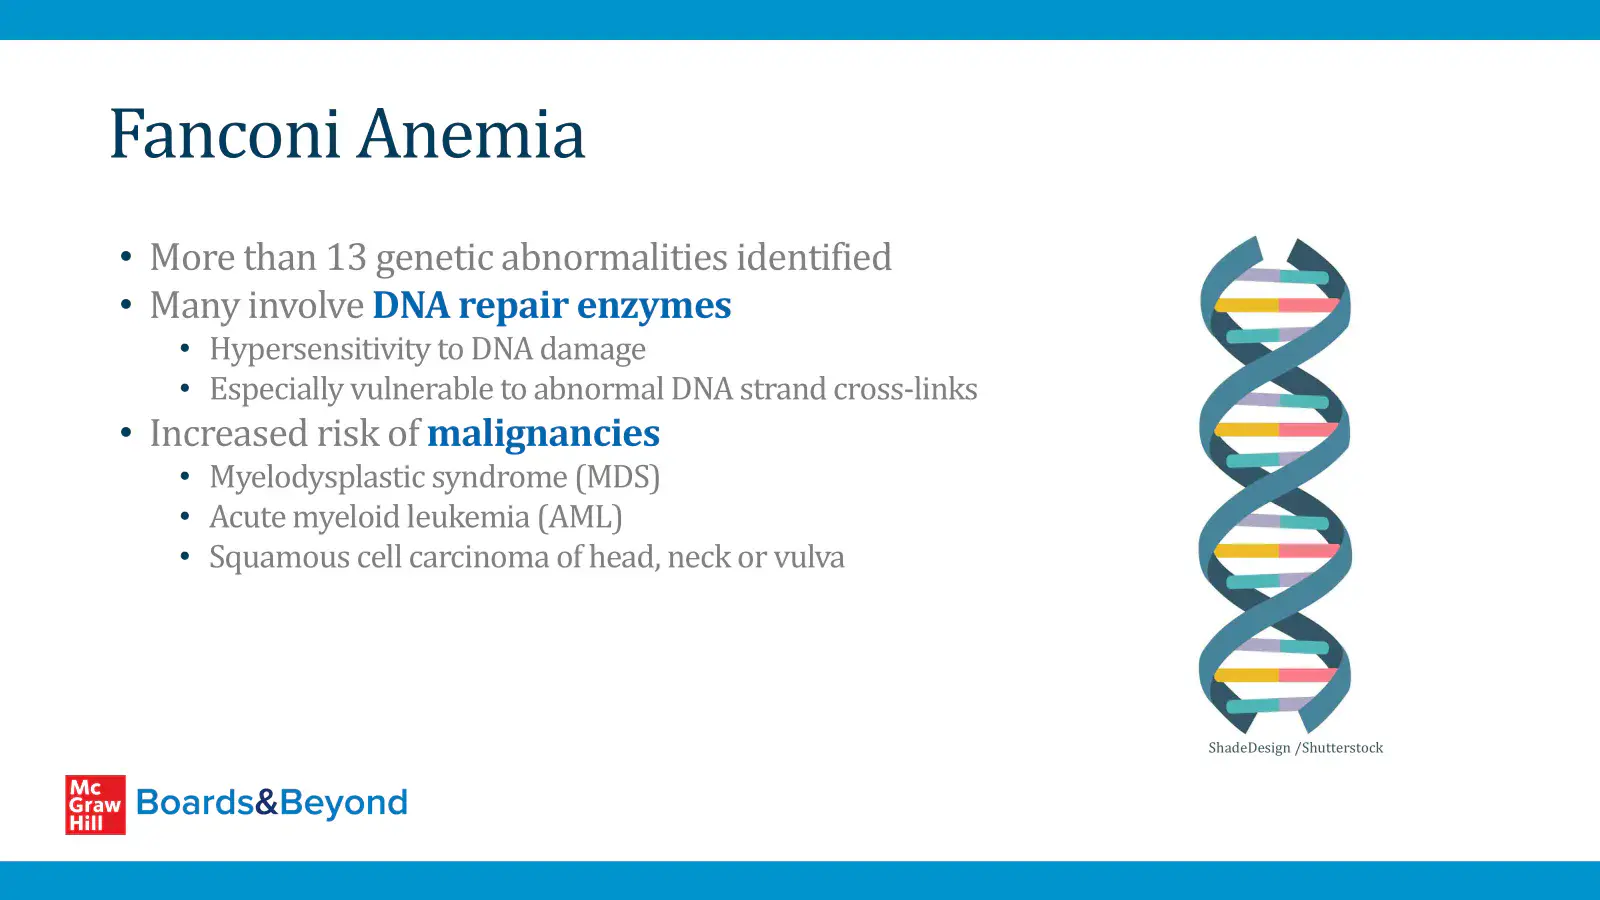 Fanconi Anemia
• More than 13 genetic abnormalities identified
• Many involve DNA repair enzymes
• Hypersensitivity to DNA damage
• Especially vulnerable to abnormal DNA strand cross-links
• Increased risk of malignancies
• Myelodysplastic syndrome (MDS)
• Acute myeloid leukemia (AML)
• Squamous cell carcinoma of head, neck or vulva
ShadeDesign /Shutterstock
Mc
Graw
Hill
Boards&Beyond